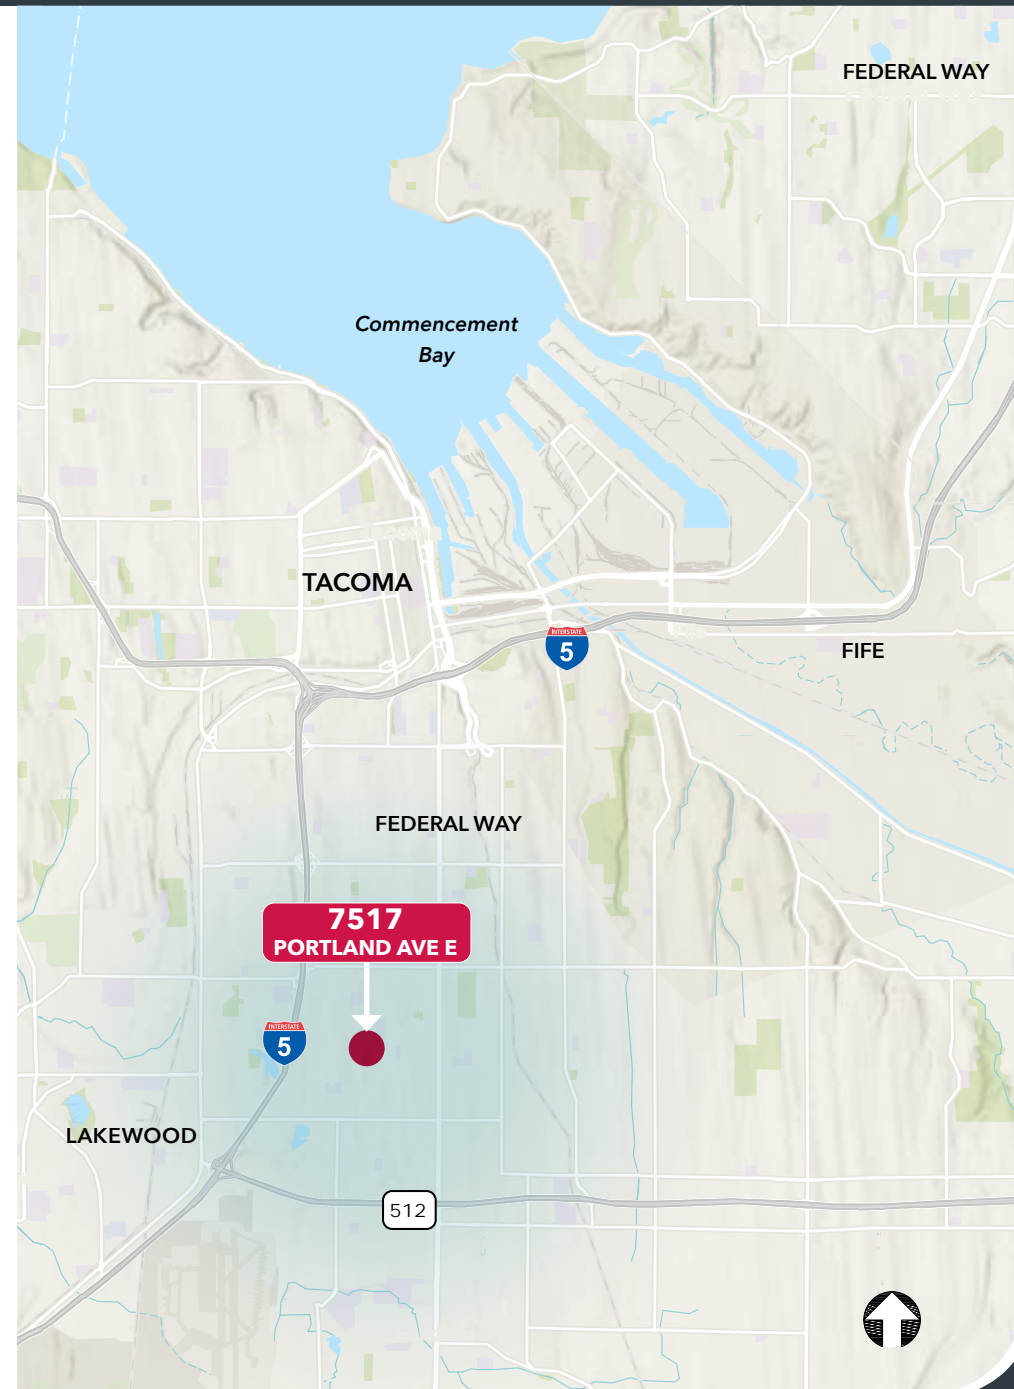 FEDERAL WAY
Commencement
Bay
TACOMA
INTERSTATE
5
FIFE
FEDERAL WAY
7517
PORTLAND AVE E
INTERSTATE
5
LAKEWOOD
512